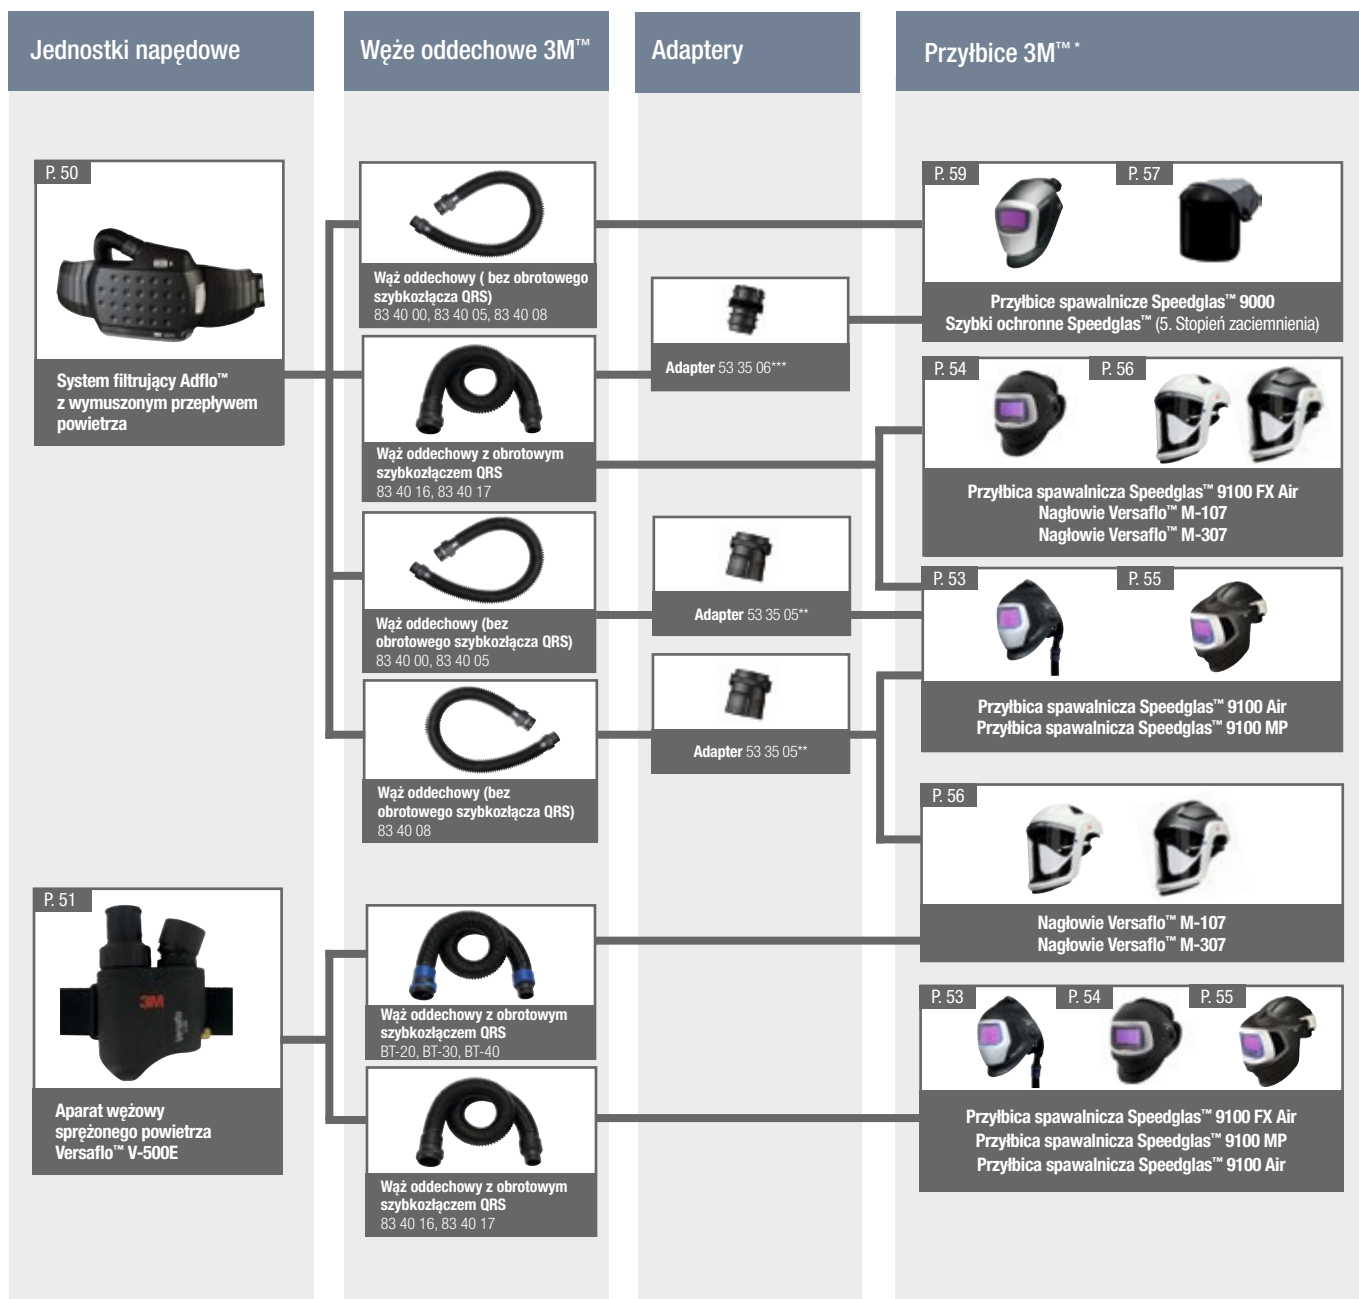 Jednostki napędowe
Węże oddechowe 3M™
Adaptery
Przyłbice 3M™ *
P. 50
System filtrujący Adflo™
z wymuszonym przepływem
powietrza
P. 51
3M
Versaflo
Aparat wężowy
sprężonego powietrza
Versaflo™ V-500E
Wąż oddechowy ( bez obrotowego
szybkozłącza QRS)
83 40 00, 83 40 05, 83 40 08
Wąż oddechowy z obrotowym
szybkozłączem QRS
83 40 16, 83 40 17
Wąż oddechowy (bez
obrotowego szybkozłącza QRS)
83 40 00, 83 40 05
Wąż oddechowy (bez
obrotowego szybkozłącza QRS)
83 40 08
Wąż oddechowy z obrotowym
szybkozłączem QRS
BT-20, BT-30, BT-40
Wąż oddechowy z obrotowym
szybkozłączem QRS
83 40 16, 83 40 17
Adapter 53 35 06***
Adapter 53 35 05**
Adapter 53 35 05**
P. 59
P. 57
Przyłbice spawalnicze Speedglas™ 9000
Szybki ochronne Speedglas™ (5. Stopień zaciemnienia)
P. 54
P. 56
Przyłbica spawalnicza Speedglas™ 9100 FX Air
Nagłowie Versaflo™ M-107
Nagłowie Versaflo™ M-307
P. 53
P. 55
Przyłbica spawalnicza Speedglas™ 9100 Air
Przyłbica spawalnicza Speedglas™ 9100 MP
P. 56
Nagłowie Versaflo™ M-107
Nagłowie Versaflo™ M-307
P. 53
P. 54
P. 55
Przyłbica spawalnicza Speedglas™ 9100 FX Air
Przyłbica spawalnicza Speedglas™ 9100 MP
Przyłbica spawalnicza Speedglas™ 9100 Air